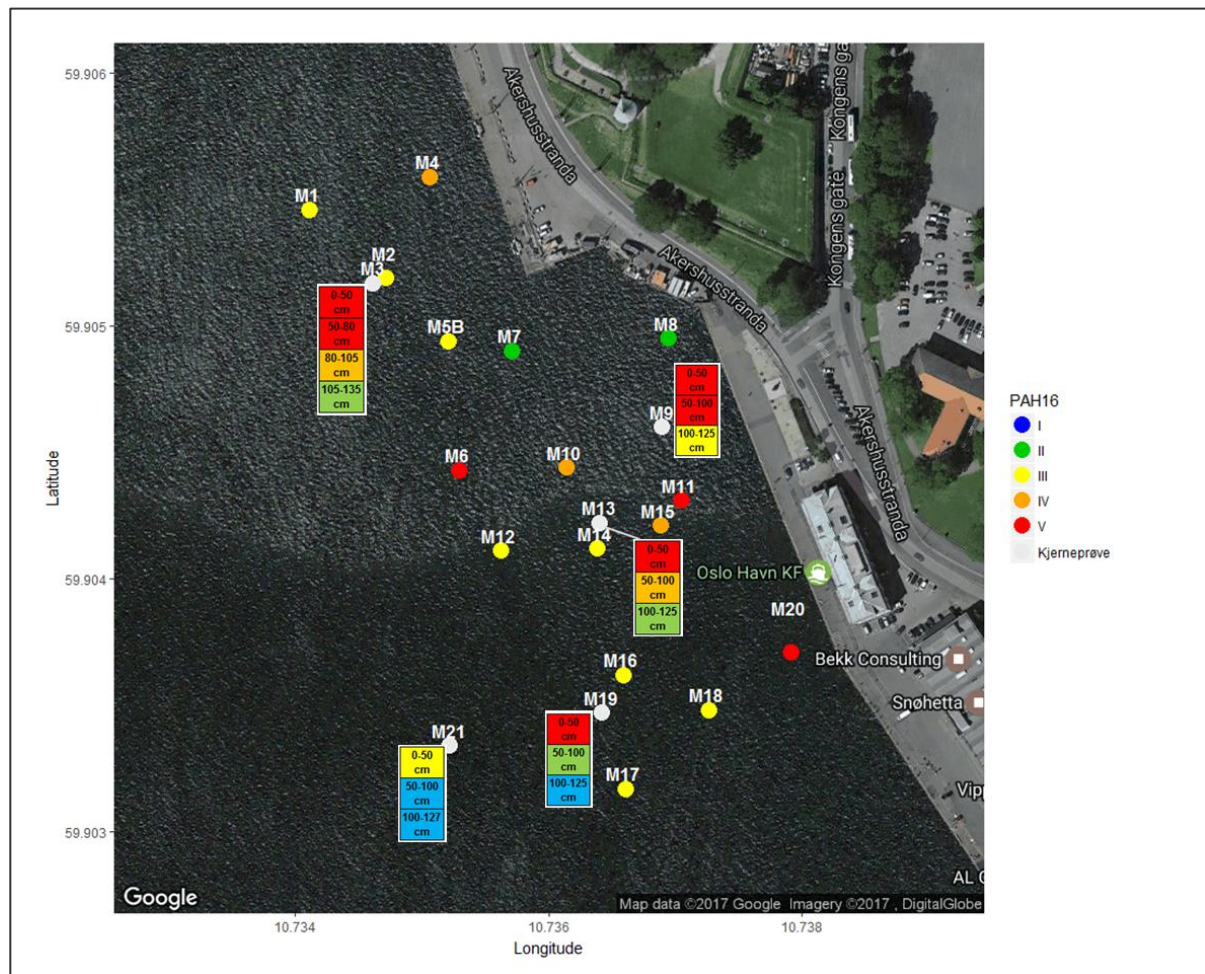 59.906
59.905
59.904
59.903
Latitude
10.734
10.736
10.738
Longitude
Akershusstranda
Akershusstranda
Akershusstranda
Kongens gate
Kongens ga
M4
M1
M2
M3
0-50
cm
50-80
cm
80-105
cm
105-135
cm
M5B
M7
M8
0-50
cm
50-100
cm
100-125
cm
M9
M6
M10
M11
M13
M15
M12
M14
0-50
cm
50-100
cm
100-125
cm
Oslo Havn KF
M20
Bekk Consulting
Snøhetta
M16
M19
M18
0-50
cm
50-100
cm
100-125
cm
M21
0-50
cm
50-100
cm
100-127
cm
M17
Vipp
AL
Google
Map data ©2017 Google Imagery ©2017 , DigitalGlobe
PAH16
I
II
III
IV
V
Kjerneprøve